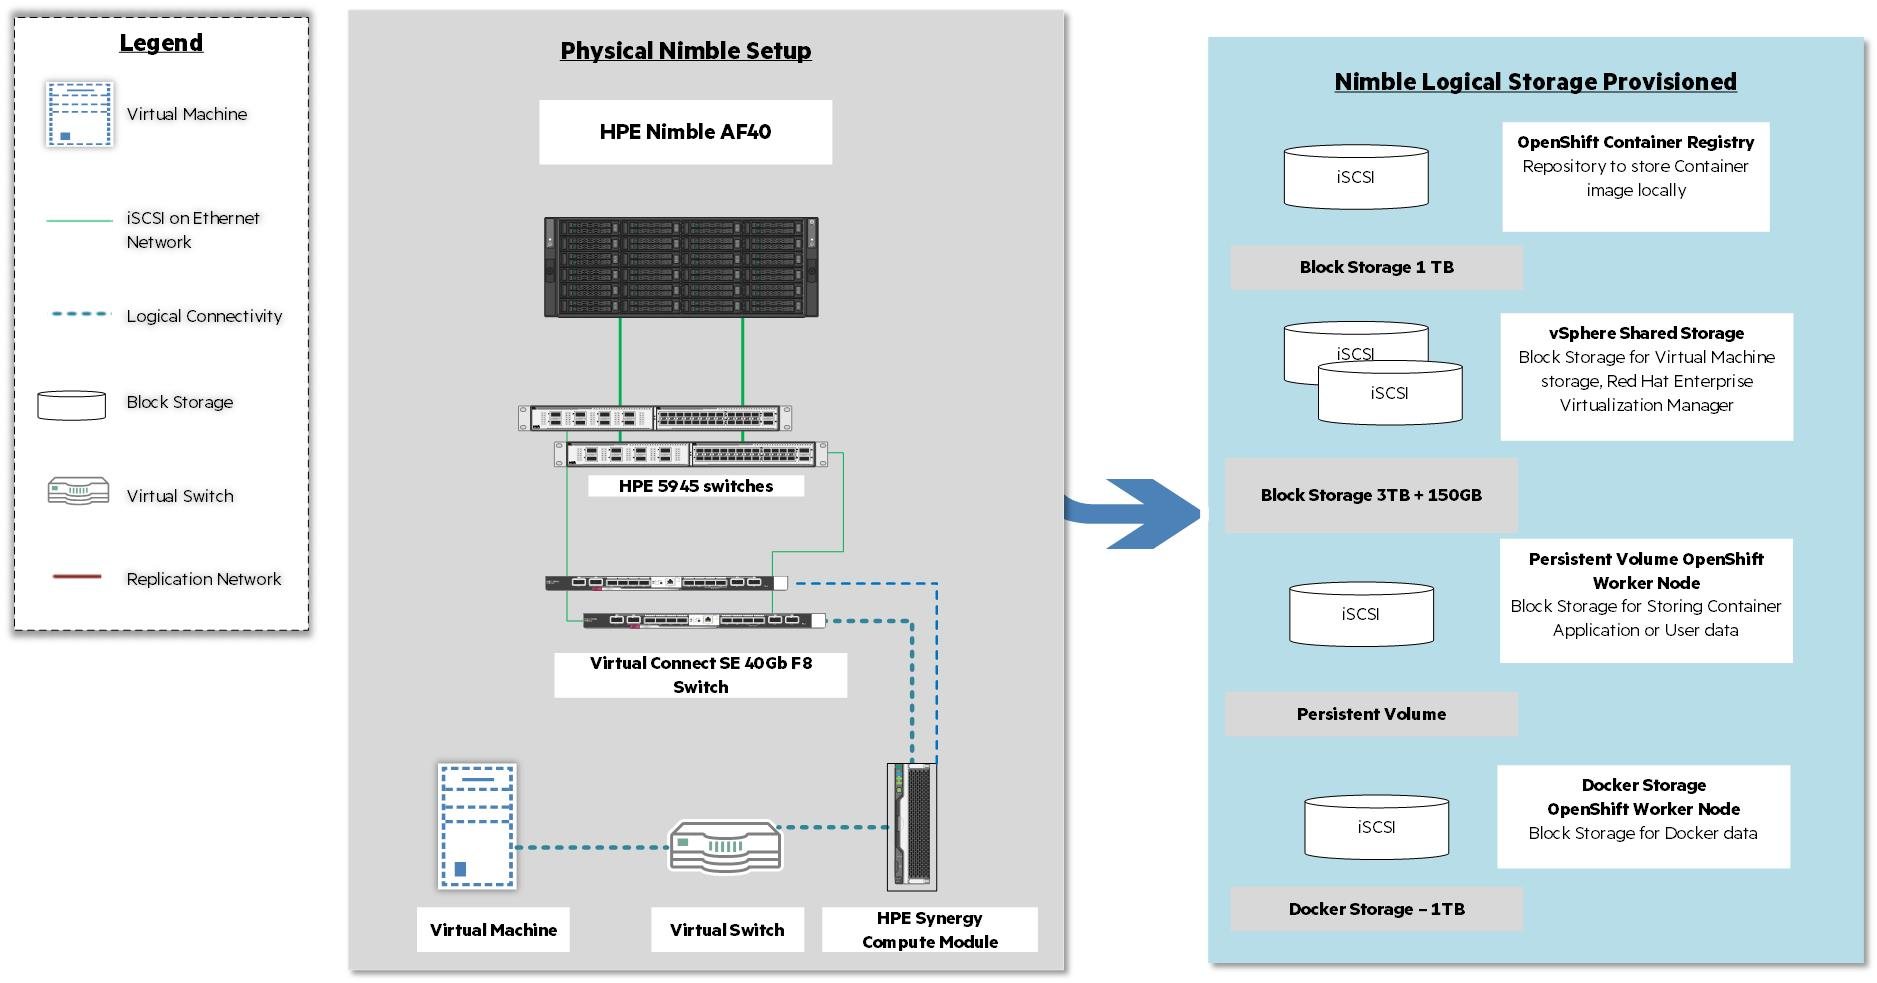 Legend
Virtual Machine
iSCSI on Ethernet
Network
Logical Connectivity
Block Storage
Virtual Switch
Replication Network
Physical Nimble Setup
HPE Nimble AF40
HPE 5945 switches
Virtual Connect SE 40Gb F8
Switch
Virtual Machine
Virtual Switch
HPE Synergy
Compute Module
Nimble Logical Storage Provisioned
iSCSI
OpenShift Container Registry
Repository to store Container
image locally
Block Storage 1 TB
iSCSI
iSCSI
vSphere Shared Storage
Block Storage for Virtual Machine
storage, Red Hat Enterprise
Virtualization Manager
Block Storage 3TB + 150GB
iSCSI
Persistent Volume OpenShift
Worker Node
Block Storage for Storing Container
Application or User data
Persistent Volume
iSCSI
Docker Storage
OpenShift Worker Node
Block Storage for Docker data
Docker Storage – 1TB